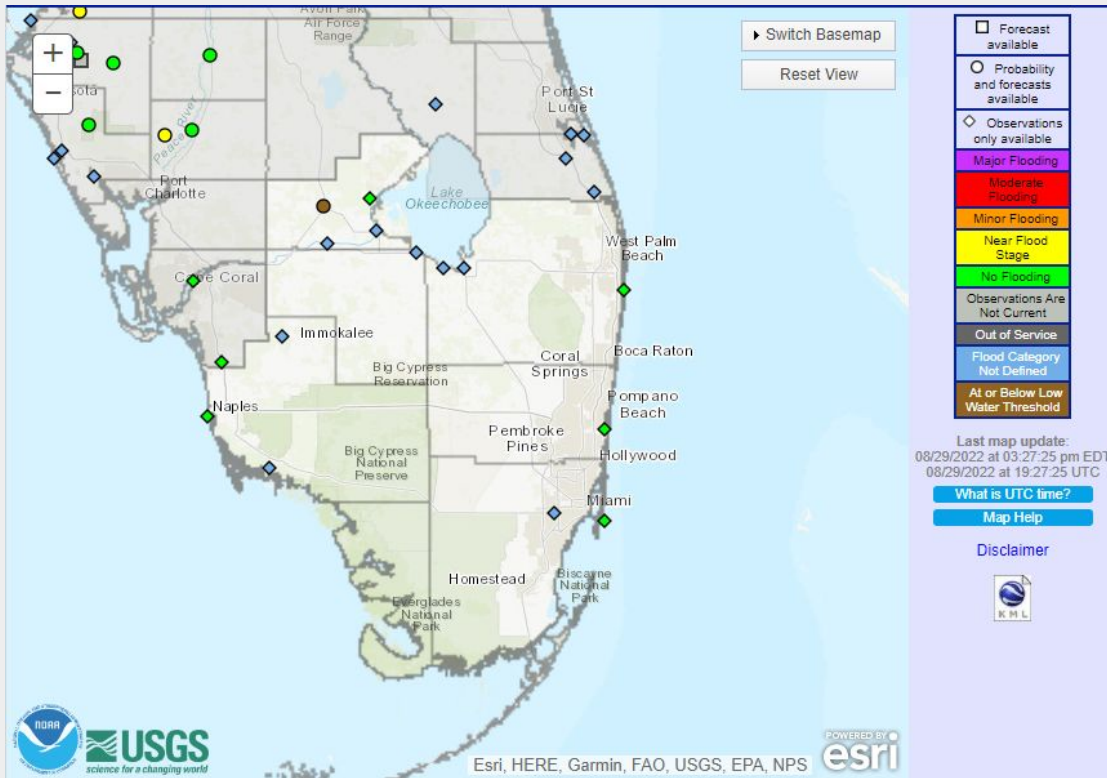 Avon Park
Air Force
Range
+
−
sota
Peace River
Port
Charlotte
Port St
Lucie
Lake
Okeechobee
West Palm
Beach
Cape Coral
Immokalee
Big Cypress
Reservation
Coral
Springs
Boca Raton
Pompano
Beach
Naples
Pembroke
Pines
Big Cypress
National
Preserve
Hollywood
Miami
Homestead
Biscayne
National
Park
Everglades
National
Park
Switch Basemap
Reset View
NOAA
USGS
science for a changing world
Esri, HERE, Garmin, FAO, USGS, EPA, NPS
POWERED BY
esri
Forecast
available
Probability
and forecasts
available
Observations
only available
Major Flooding
Moderate
Flooding
Minor Flooding
Near Flood
Stage
No Flooding
Observations Are
Not Current
Out of Service
Flood Category
Not Defined
At or Below Low
Water Threshold
Last map update:
08/29/2022 at 03:27:25 pm EDT
08/29/2022 at 19:27:25 UTC
What is UTC time?
Map Help
Disclaimer
KML